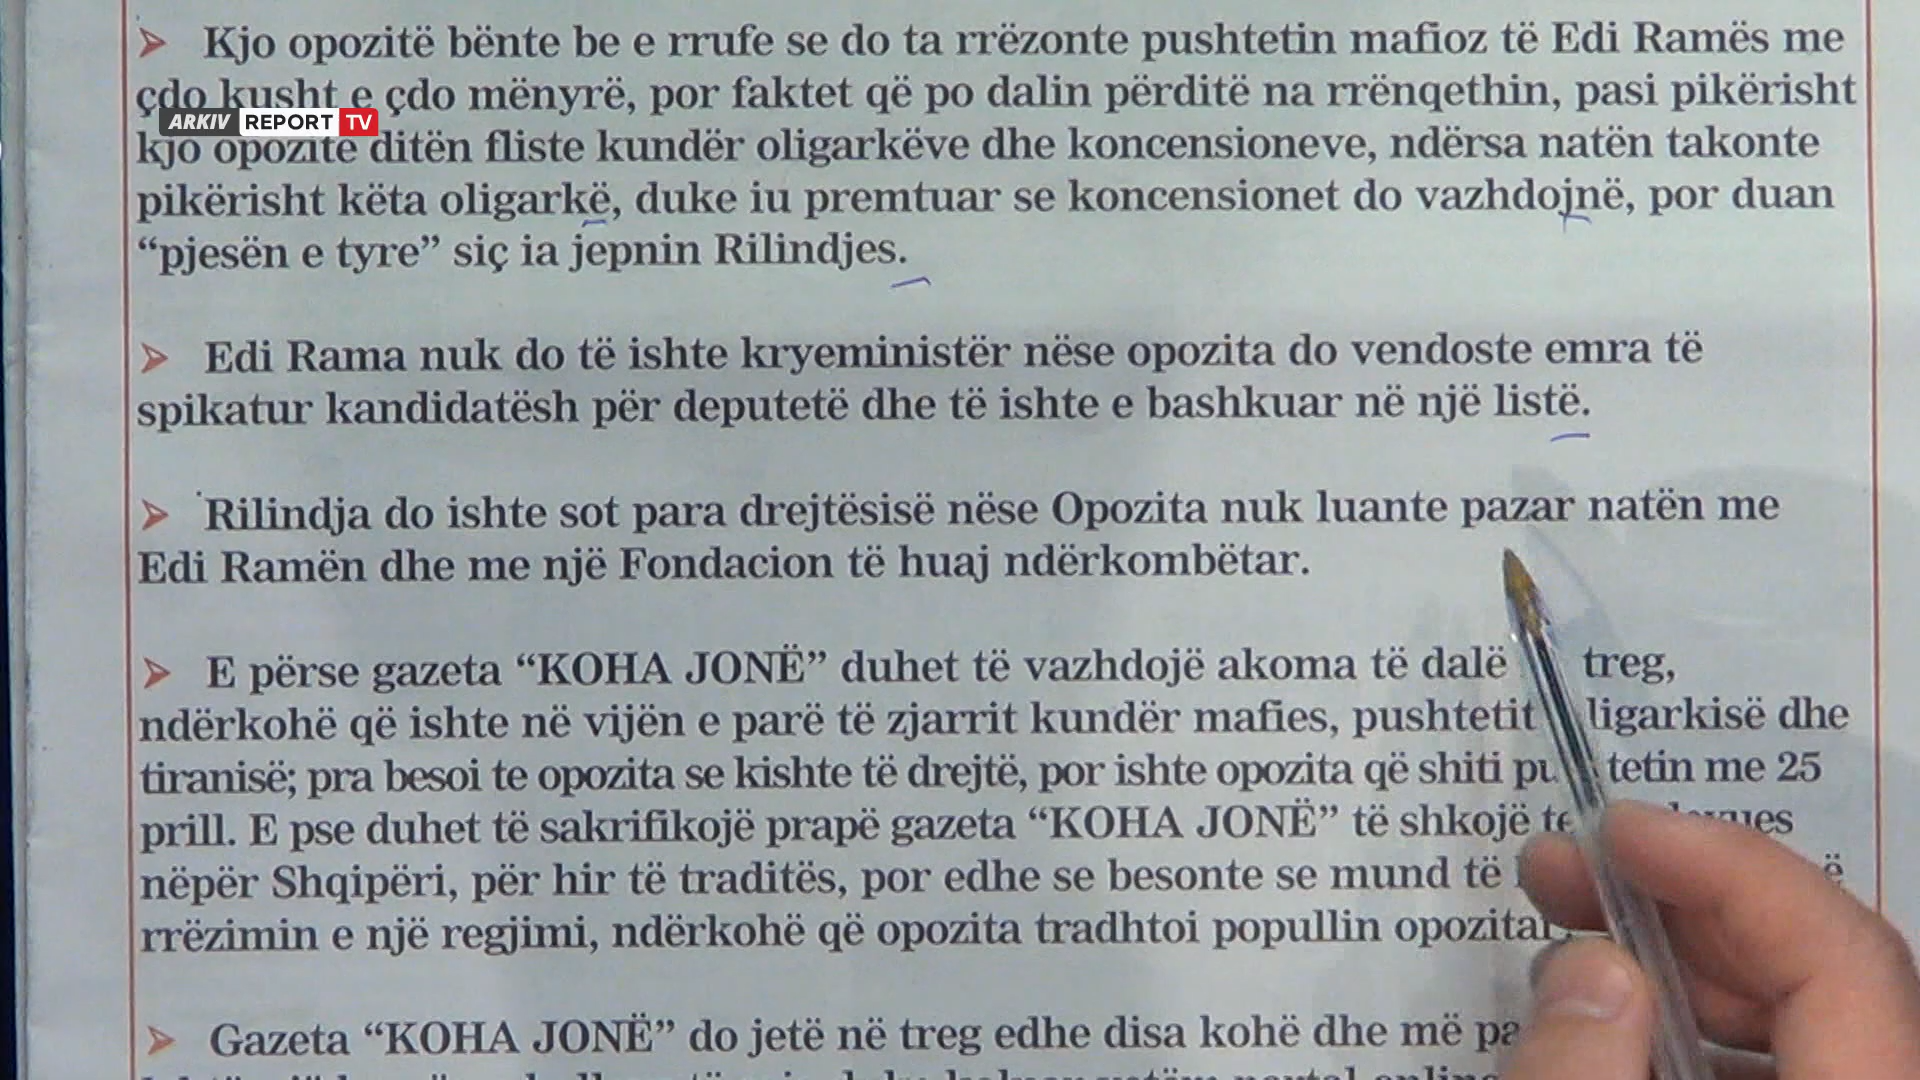 Kjo opozitë bënte be e rrufe se do ta rrëzonte pushtetin mafioz të Edi Ramës me
çdo kusht e çdo mënyrë, por faktet që po dalin përditë na rrënqethin, pasi pikërisht
ARKIV REPORT TV
kjo opozitë ditën fliste kundër oligarkëve dhe koncensioneve, ndërsa natën takonte
pikërisht këta oligarkë, duke iu premtuar se koncensionet do vazhdojnë, por duan
“pjesën e tyre” siç ia jepnin Rilindjes.
Edi Rama nuk do të ishte kryeministër nëse opozita do vendoste emra të
spikatur kandidatësh për deputetë dhe të ishte e bashkuar në një listë.
Rilindja do ishte sot para drejtësisë nëse Opozita nuk luante pazar natën me
Edi Ramën dhe me një Fondacion të huaj ndërkombëtar.
E përse gazeta “KOHA JONË” duhet të vazhdojë akoma të dalë treg,
ndërkohë që ishte në vijën e parë të zjarrit kundër mafies, pushtetit dhe
tiranisë; pra besoi te opozita se kishte të drejtë, por ishte opozita që shiti me 25
prill. E pse duhet të sakrifikojë prapë gazeta “KOHA JONË” të shkojë
nëpër Shqipëri, për hir të traditës, por edhe se besonte se mund të
rrëzimin e një regjimi, ndërkohë që opozita tradhtoi popullin
Gazeta “KOHA JONË” do jetë në treg edhe disa kohë dhe më